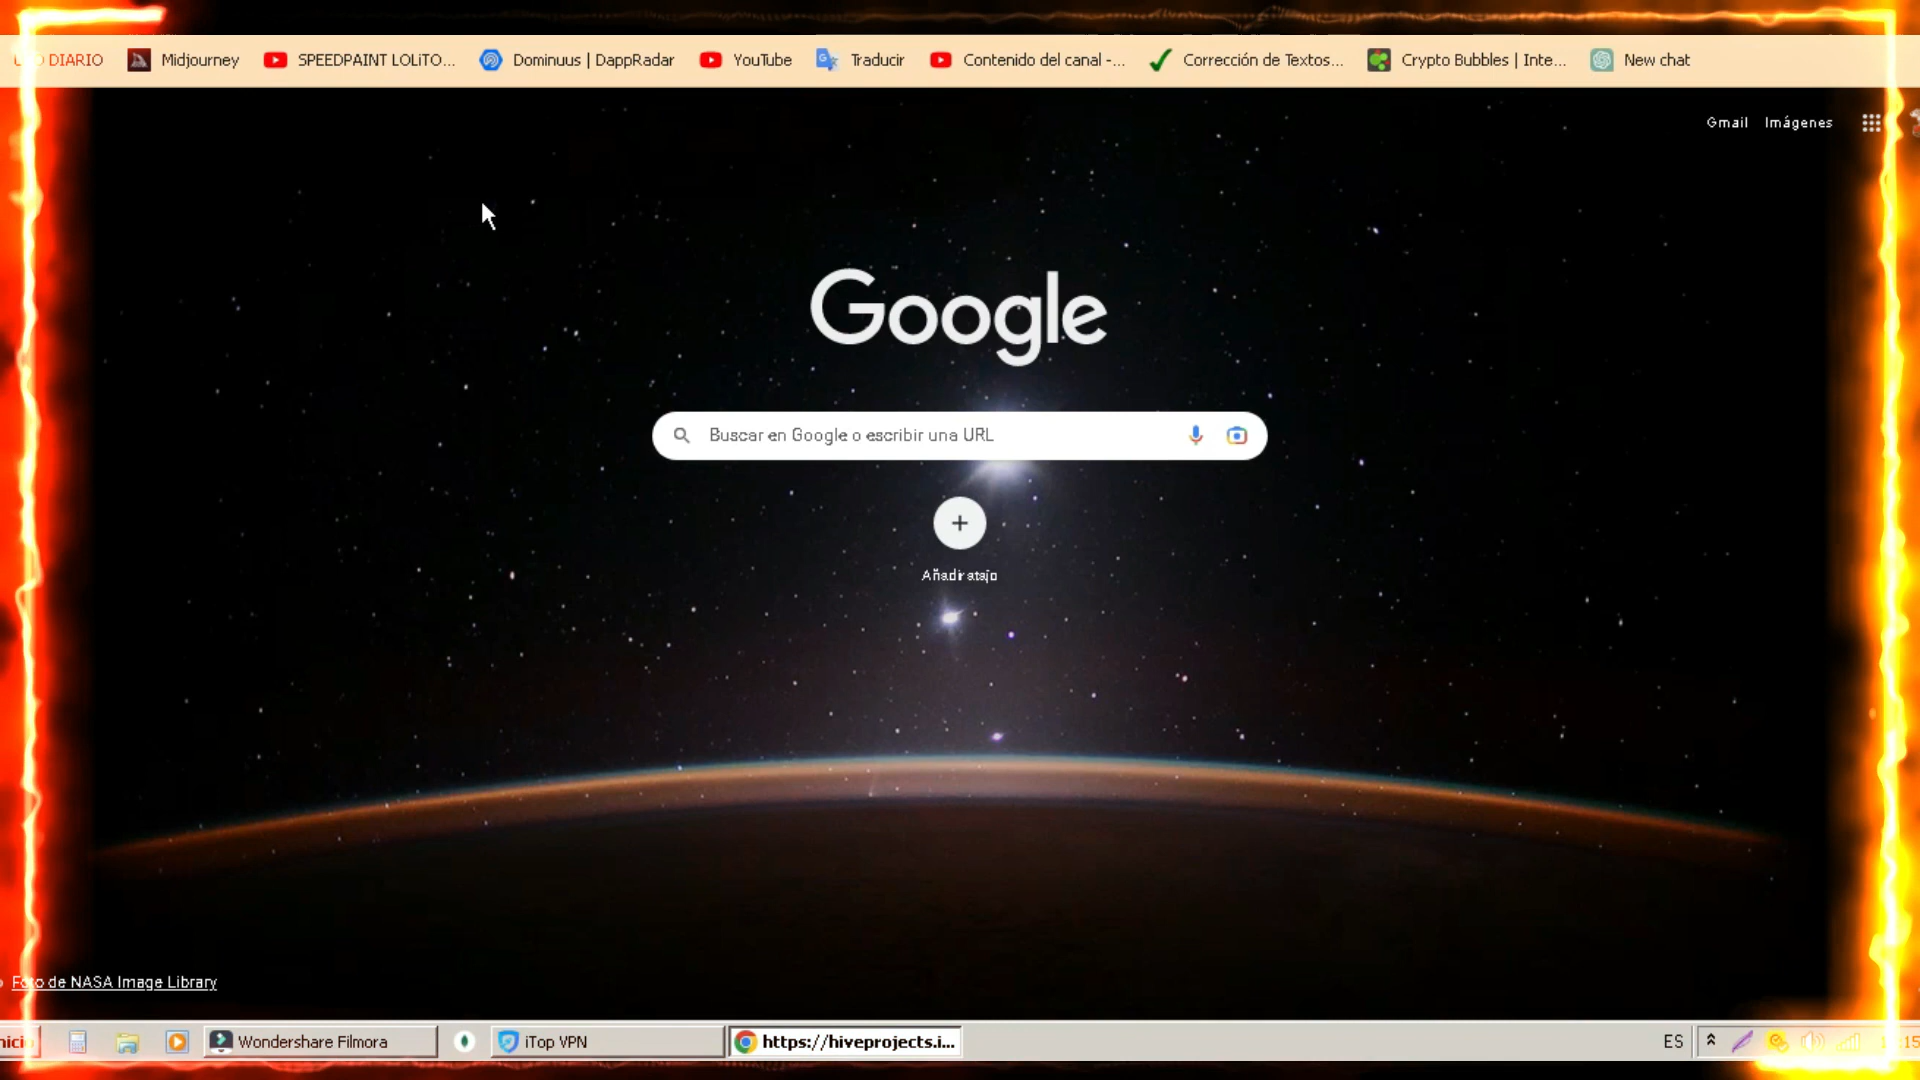 DIARIO
Midjourney
SPEEDPAINT LOLiTO...
Dominuus | DappRadar
YouTube
Traducir
Contenido del canal -...
Corrección de Textos...
Crypto Bubbles | Inte...
New chat
Gmail
Imágenes
Google
Buscar en Google o escribir una URL
+
Añadir atajo
Foto de NASA Image Library
Wondershare Filmora
iTop VPN
https://hiveprojects.i...
ES